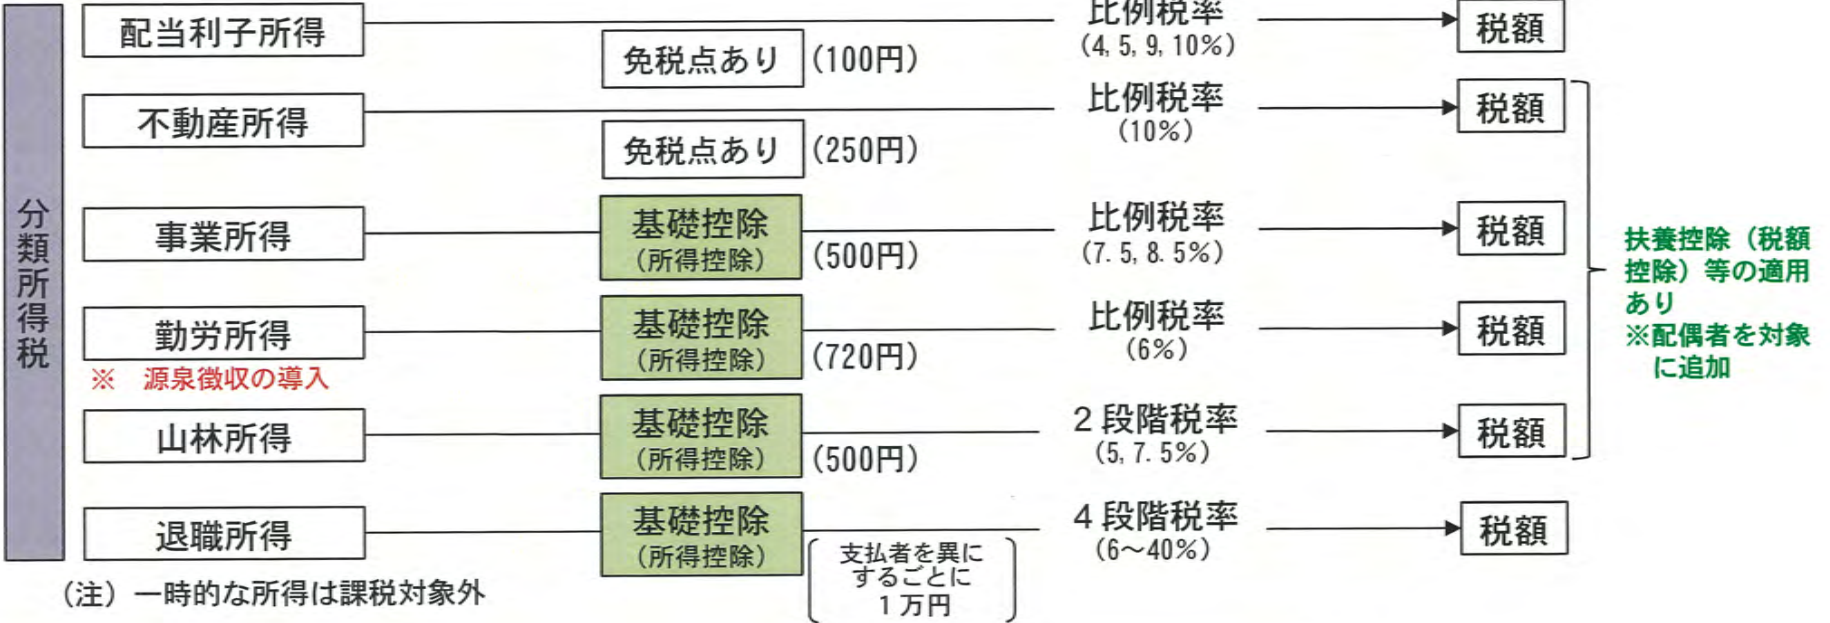 分類所得税
配当利子所得
比例税率
(4, 5, 9, 10%)
税額
免税点あり
(100円)
不動産所得
比例税率
(10%)
税額
免税点あり
(250円)
事業所得
基礎控除
(所得控除)
(500円)
比例税率
(7.5, 8.5%)
税額
勤労所得
※ 源泉徴収の導入
基礎控除
(所得控除)
(720円)
比例税率
(6%)
税額
山林所得
基礎控除
(所得控除)
(500円)
2段階税率
(5, 7.5%)
税額
退職所得
基礎控除
(所得控除)
支払者を異に
するごとに
1万円
4段階税率
(6～40%)
税額
扶養控除（税額
控除）等の適用
あり
※配偶者を対象
に追加
(注) 一時的な所得は課税対象外